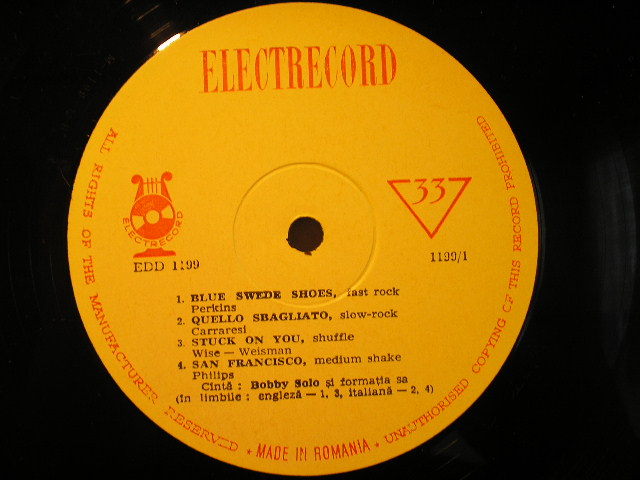 ELECTRECORD
ALL RIGHTS OF THE MANUFACTURER RESERVED ★ MADE IN ROMANIA ★ UNAUTHORISED COPYING OF THIS RECORD PROHIBITED
33
ELECTRECORD
EDD 1199
1199/1
1. BLUE SWEDE SHOES, fast rock
Perkins
2. QUELLO SBAGLIATO, slow-rock
Carraresi
3. STUCK ON YOU, shuffle
Wise — Weisman
4. SAN FRANCISCO, medium shake
Philips
Cîntă : Bobby Solo și formația sa
(În limbile : engleză — 1, 3, italiană — 2, 4)